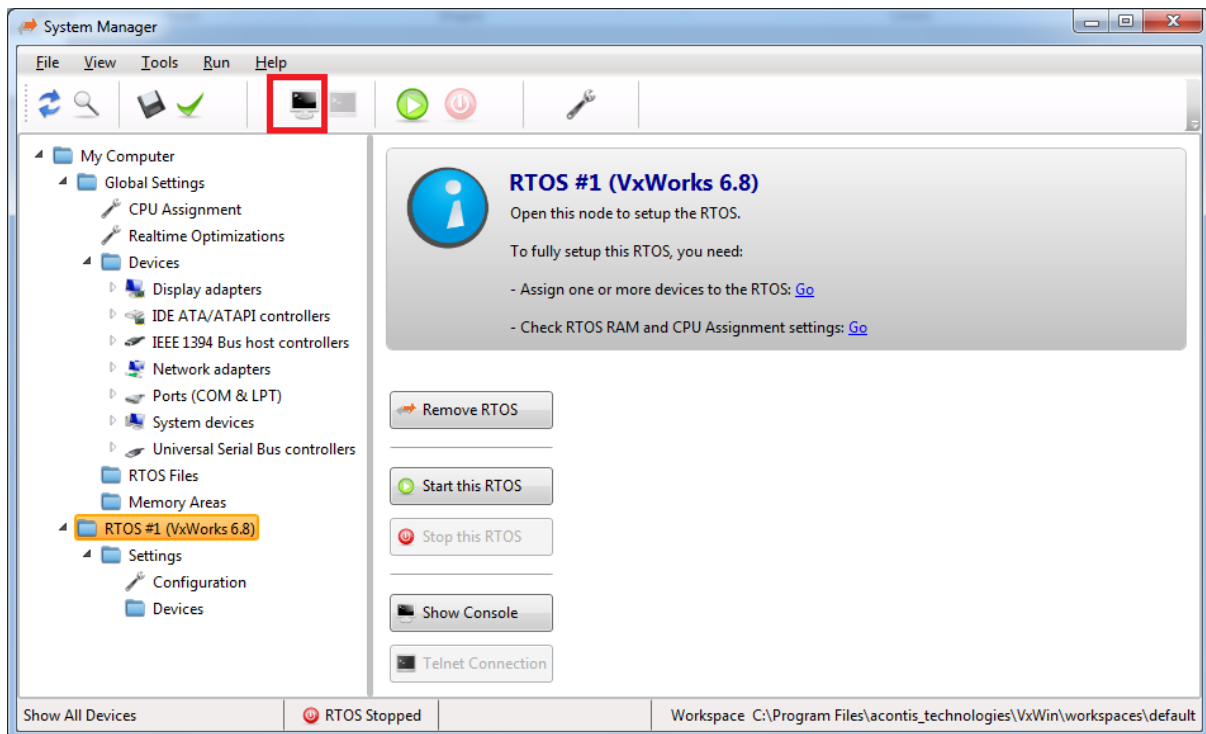 System Manager
File View Tools Run Help
My Computer
Global Settings
CPU Assignment
Realtime Optimizations
Devices
Display adapters
IDE ATA/ATAPI controllers
IEEE 1394 Bus host controllers
Network adapters
Ports (COM & LPT)
System devices
Universal Serial Bus controllers
RTOS Files
Memory Areas
RTOS #1 (VxWorks 6.8)
Settings
Configuration
Devices
RTOS #1 (VxWorks 6.8)
Open this node to setup the RTOS.
To fully setup this RTOS, you need:
- Assign one or more devices to the RTOS: Go
- Check RTOS RAM and CPU Assignment settings: Go
Remove RTOS
Start this RTOS
Stop this RTOS
Show Console
Telnet Connection
Show All Devices RTOS Stopped Workspace C:\Program Files\acontis_technologies\VxWin\workspaces\default